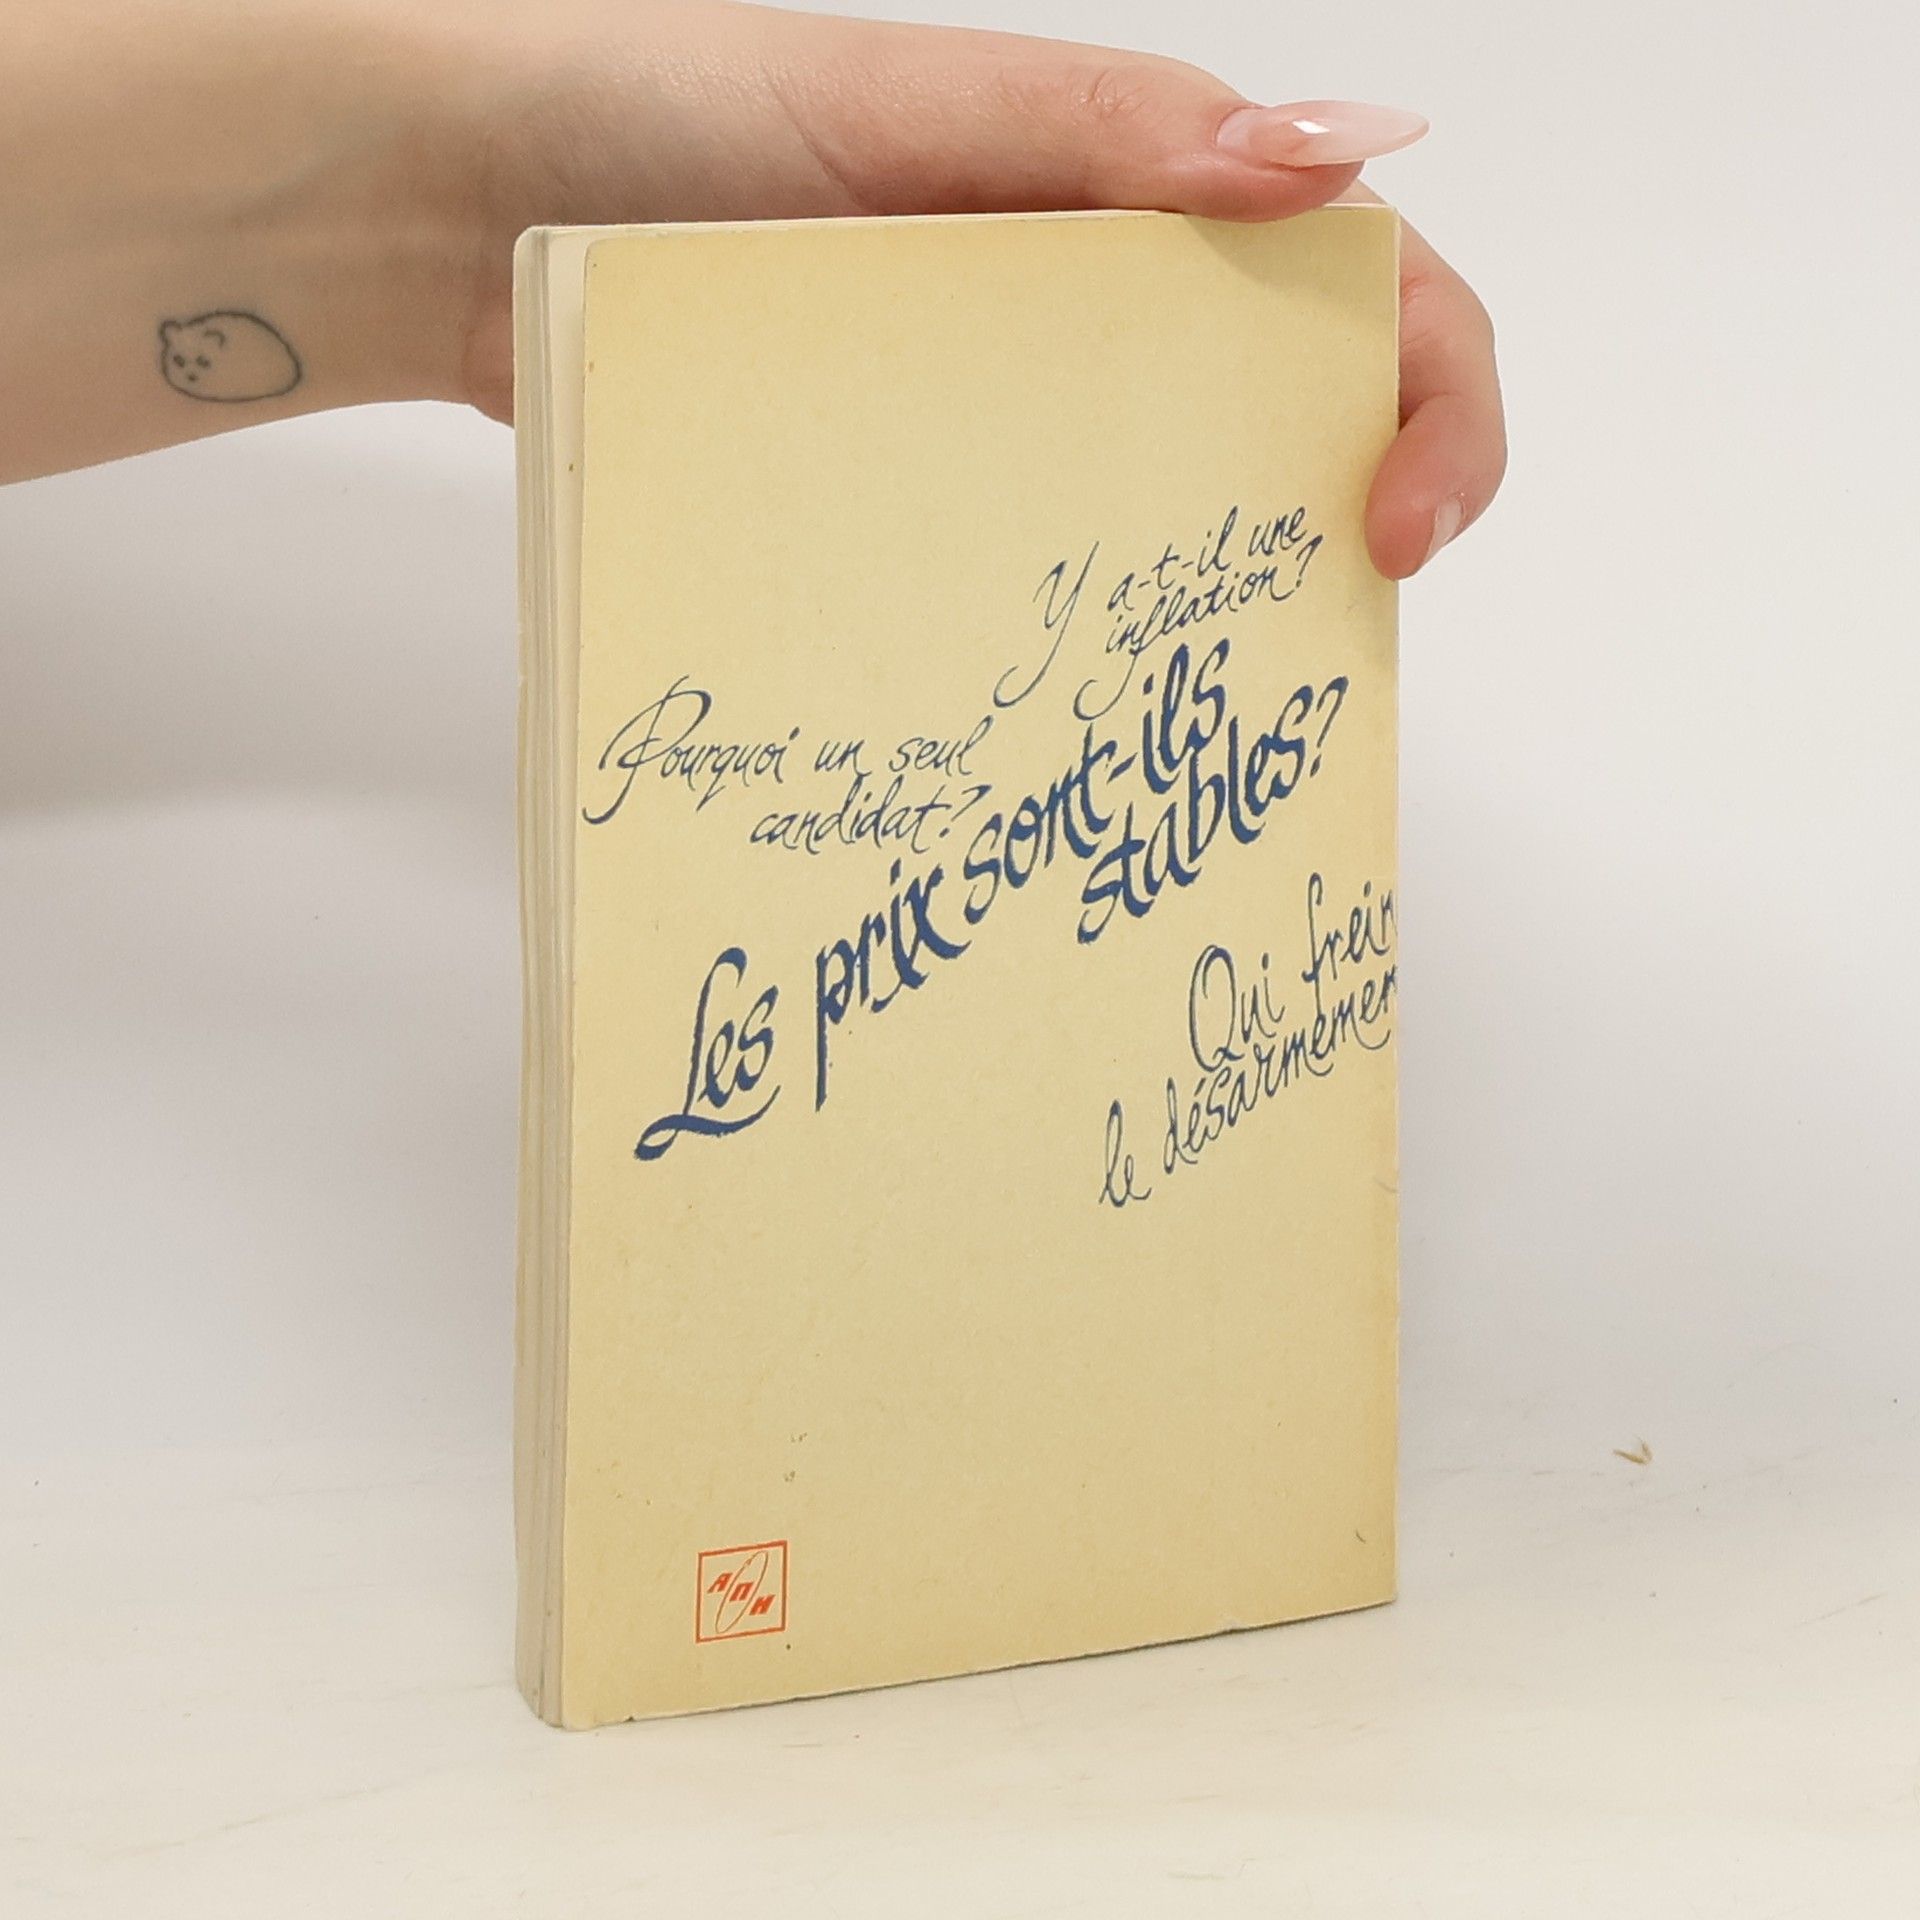 Y a-t-il une
inflation?
Pourquoi un seul
candidat?
Les prix sont-ils
stables?
Qui frein
le désarmemen
АПН